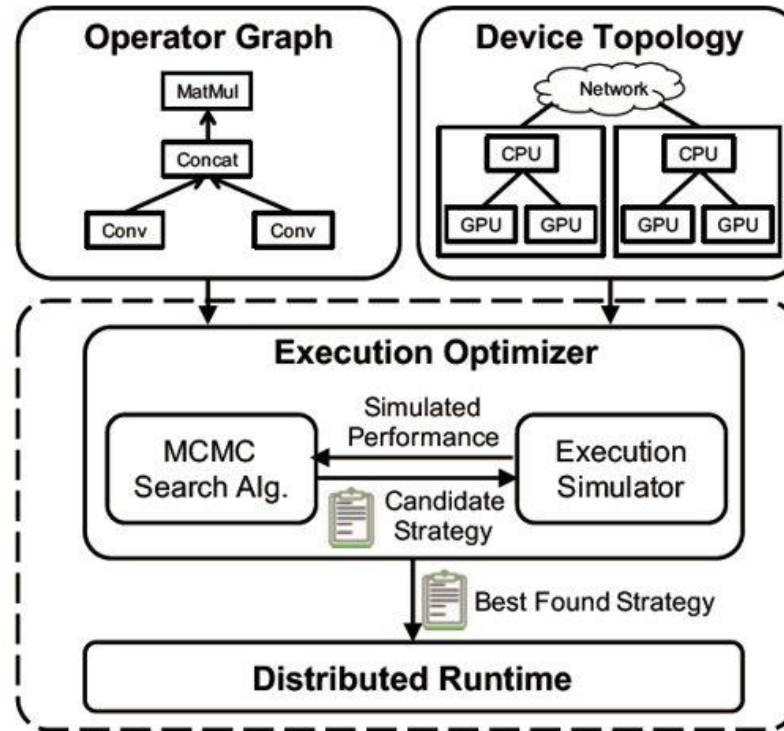 Operator Graph
MatMul
Concat
Conv
Conv
Device Topology
Network
CPU
GPU
GPU
CPU
GPU
GPU
Execution Optimizer
MCMC
Search Alg.
Simulated
Performance
Candidate
Strategy
Execution
Simulator
Best Found Strategy
Distributed Runtime